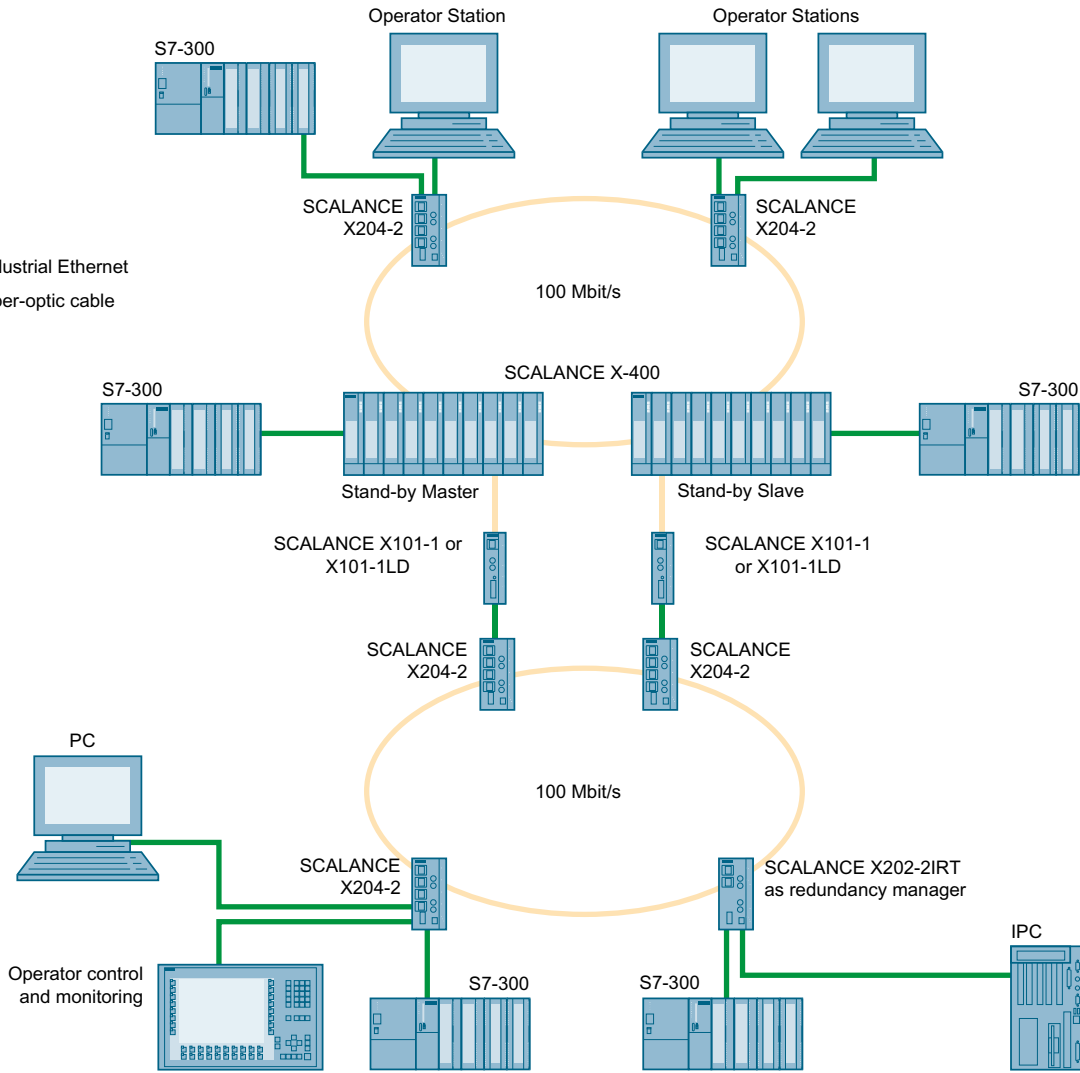 Operator Station
Operator Stations
S7-300
SCALANCE
X204-2
SCALANCE
X204-2
dustrial Ethernet
100 Mbit/s
per-optic cable
SCALANCE X-400
S7-300
S7-300
Stand-by Master
Stand-by Slave
SCALANCE X101-1 or
X101-1LD
SCALANCE X101-1
or X101-1LD
SCALANCE
X204-2
SCALANCE
X204-2
PC
100 Mbit/s
SCALANCE
X204-2
SCALANCE X202-2IRT
as redundancy manager
IPC
Operator control
and monitoring
S7-300
S7-300